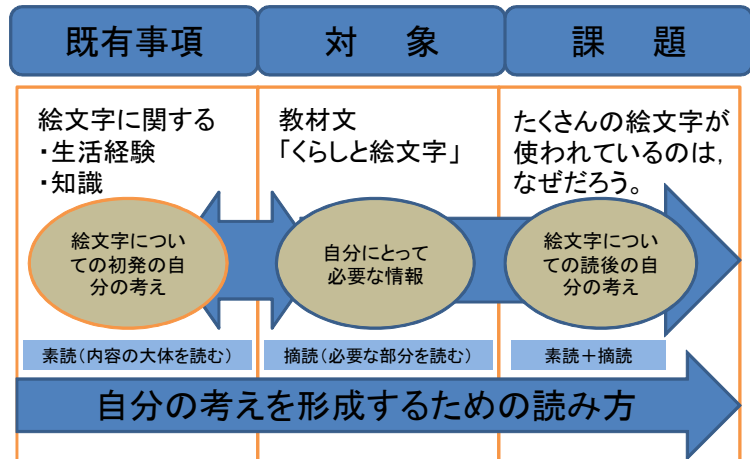 既有事項
対　象
課　題
絵文字に関する
・生活経験
・知識
教材文
「くらしと絵文字」
たくさんの絵文字が
使われているのは,
なぜだろう。
絵文字につい
ての初発の自
分の考え
自分にとって
必要な情報
絵文字につい
ての読後の自
分の考え
素読(内容の大体を読む)
摘読(必要な部分を読む)
素読＋摘読
自分の考えを形成するための読み方